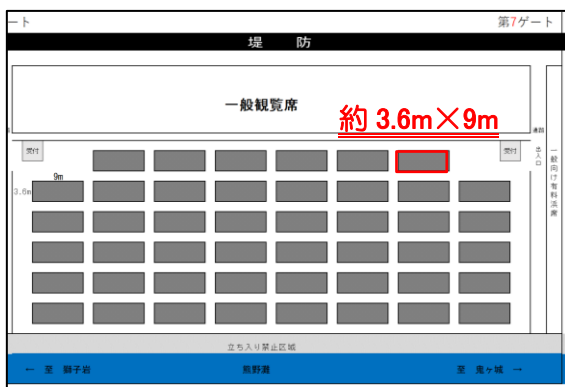 ート
第7ゲート
堤 防
一般観覧席
約 3.6m×9m
通路
受付
受付
出入口
一般向け有料浜席
9m
3.6m
立ち入り禁止区域
← 至 獅子岩
熊野灘
至 鬼ヶ城 →